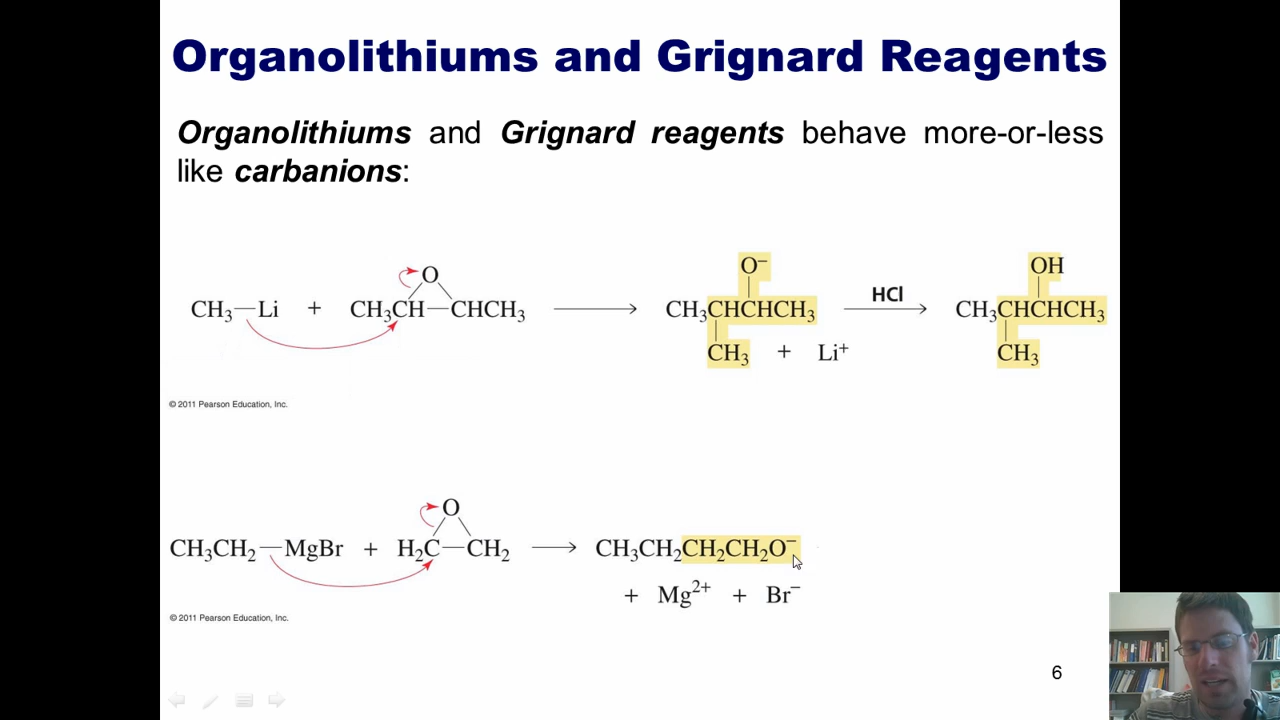 Organolithiums and Grignard Reagents
Organolithiums and Grignard reagents behave more-or-less
like carbanions:
O O⁻ OH
CH₃—Li + CH₃CH—CHCH₃ CH₃CHCHCH₃ HCl CH₃CHCHCH₃
CH₃ + Li⁺ CH₃
© 2011 Pearson Education, Inc.
O
CH₃CH₂—MgBr + H₂C—CH₂ CH₃CH₂CH₂CH₂O⁻
+ Mg²⁺ + Br⁻
© 2011 Pearson Education, Inc.
6